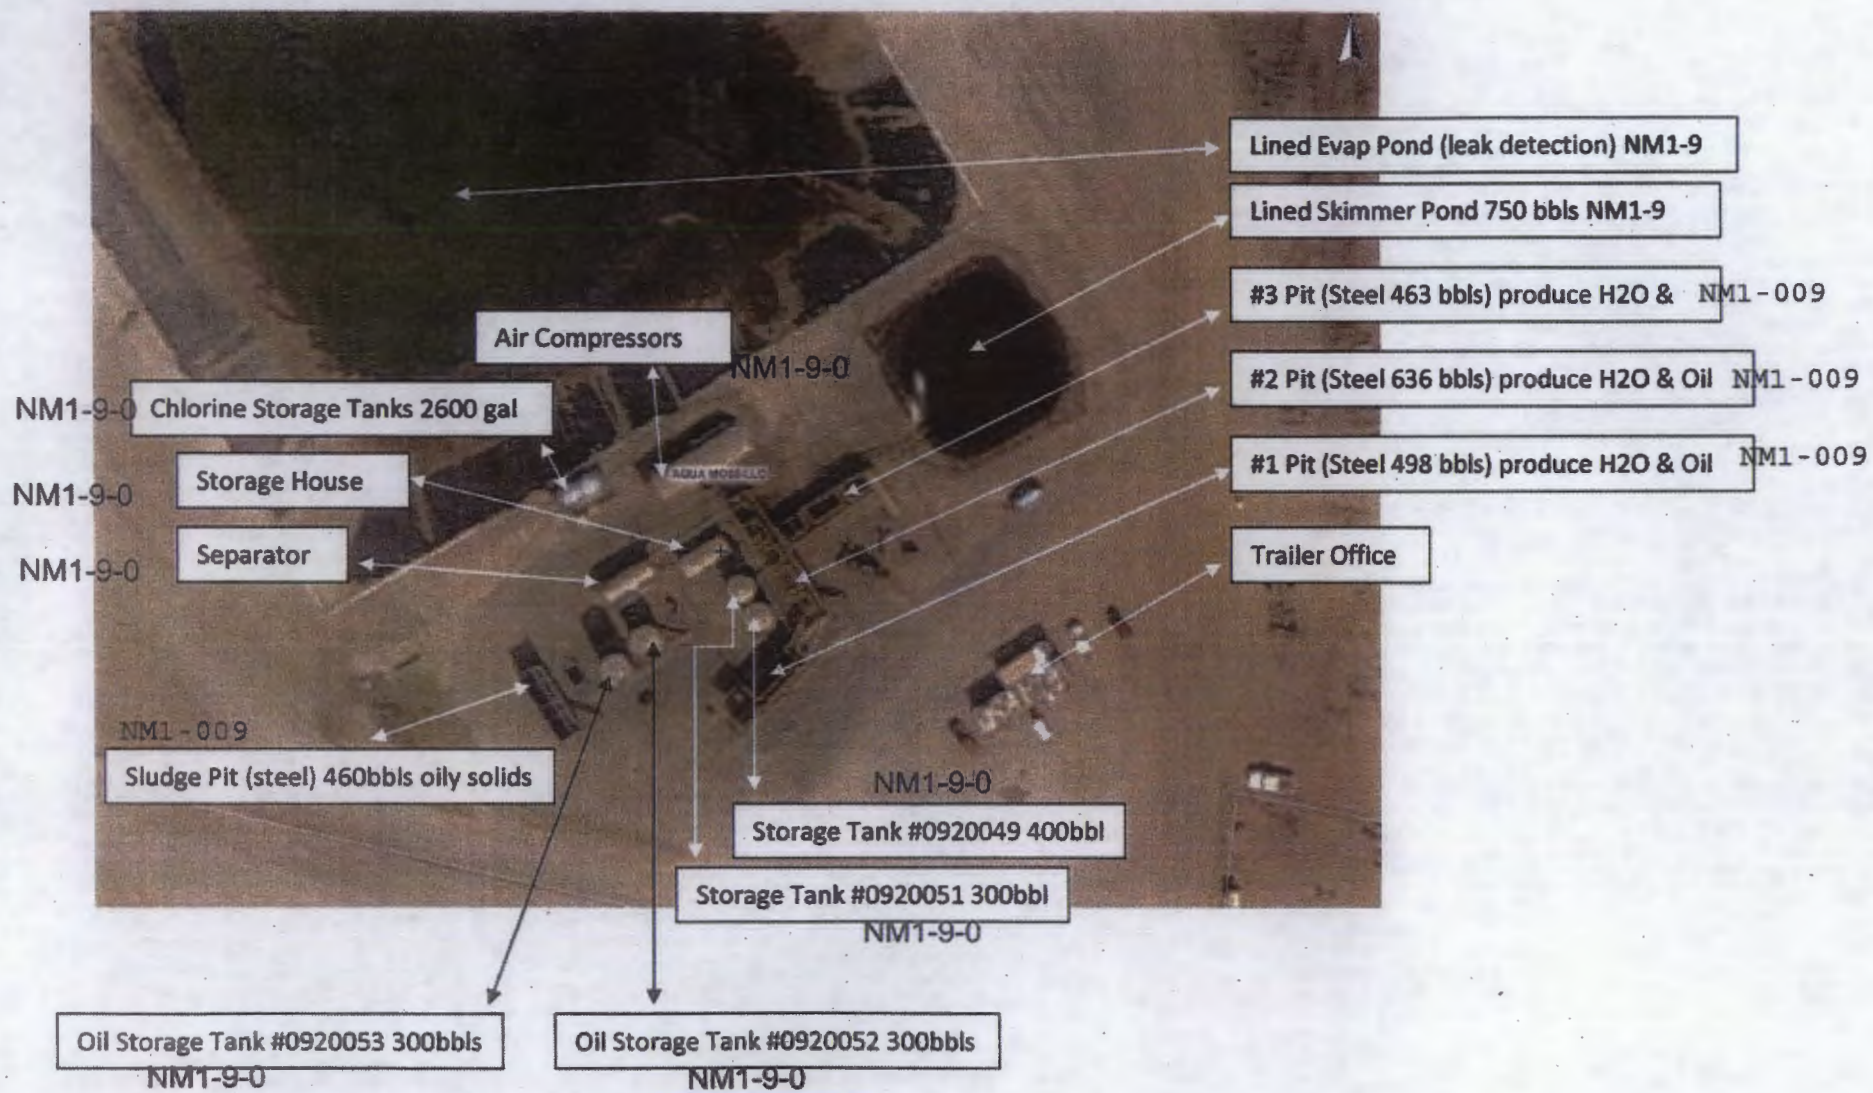 Lined Evap Pond (leak detection) NM1-9
Lined Skimmer Pond 750 bbls NM1-9
#3 Pit (Steel 463 bbls) produce H2O & NM1-009
Air Compressors
NM1-9-0
#2 Pit (Steel 636 bbls) produce H2O & Oil NM1-009
NM1-9-0 Chlorine Storage Tanks 2600 gal
#1 Pit (Steel 498 bbls) produce H2O & Oil NM1-009
AQUA MOSS LLC
NM1-9-0 Storage House
NM1-9-0 Separator
Trailer Office
NM1-009
Sludge Pit (steel) 460bbls oily solids
NM1-9-0
Storage Tank #0920049 400bbl
Storage Tank #0920051 300bbl
NM1-9-0
Oil Storage Tank #0920053 300bbls
NM1-9-0
Oil Storage Tank #0920052 300bbls
NM1-9-0